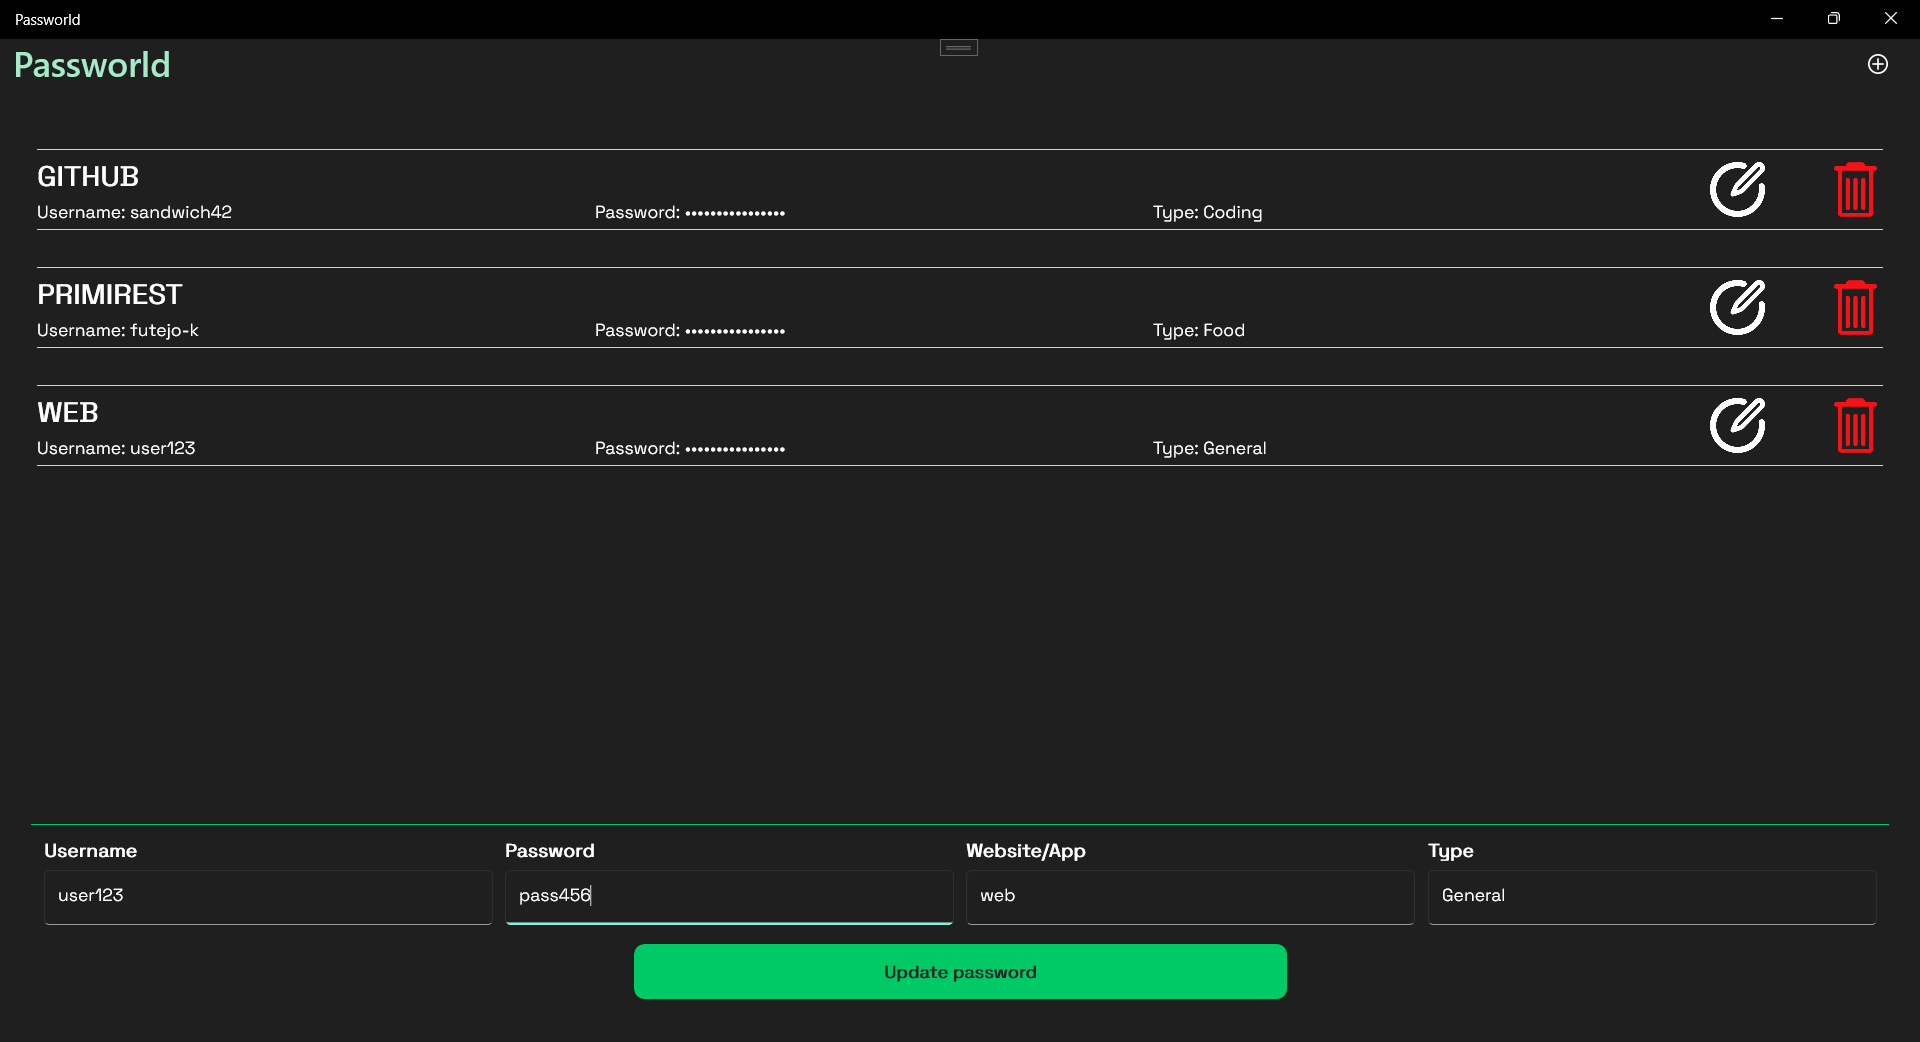 Passworld
Passworld
GITHUB
Username: sandwich42 Password: •••••••••••••••• Type: Coding
PRIMIREST
Username: futejo-k Password: •••••••••••••••• Type: Food
WEB
Username: user123 Password: •••••••••••••••• Type: General
Username Password Website/App Type
user123 pass456 web General
Update password